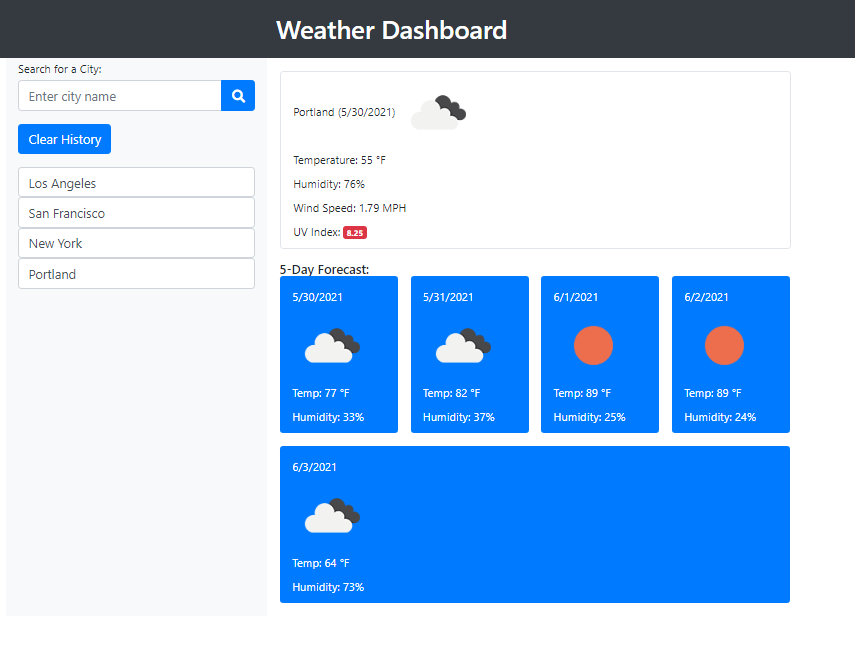 Weather Dashboard
Search for a City:
Enter city name
Clear History
Los Angeles
San Francisco
New York
Portland
Portland (5/30/2021)
Temperature: 55 °F
Humidity: 76%
Wind Speed: 1.79 MPH
UV Index: 8.25
5-Day Forecast:
5/30/2021
Temp: 77 °F
Humidity: 33%
5/31/2021
Temp: 82 °F
Humidity: 37%
6/1/2021
Temp: 89 °F
Humidity: 25%
6/2/2021
Temp: 89 °F
Humidity: 24%
6/3/2021
Temp: 64 °F
Humidity: 73%